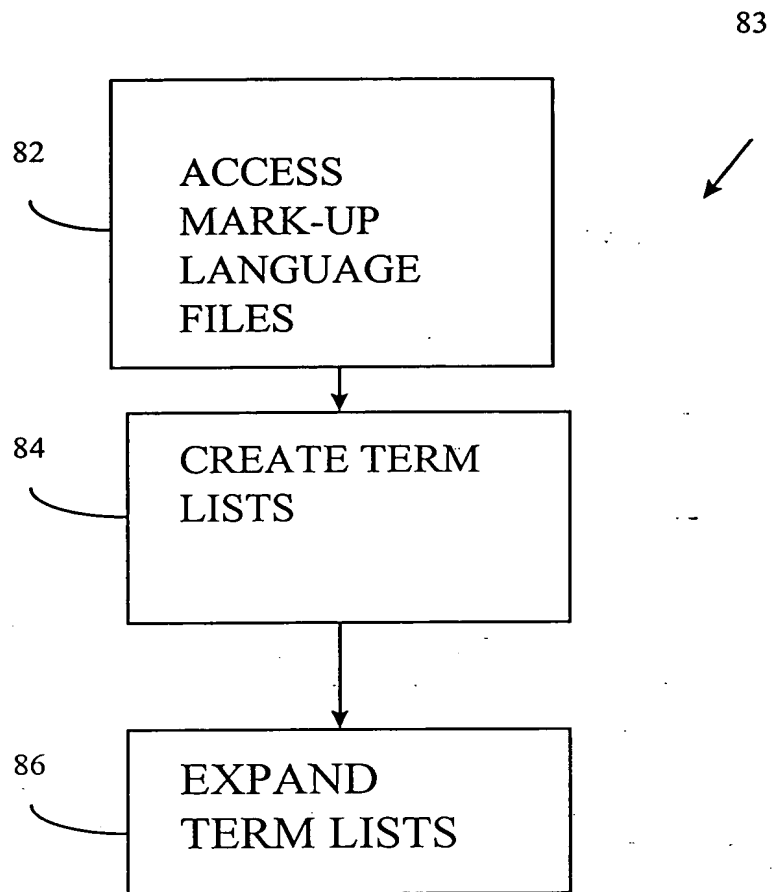 83
82
ACCESS
MARK-UP
LANGUAGE
FILES
84
CREATE TERM
LISTS
86
EXPAND
TERM LISTS